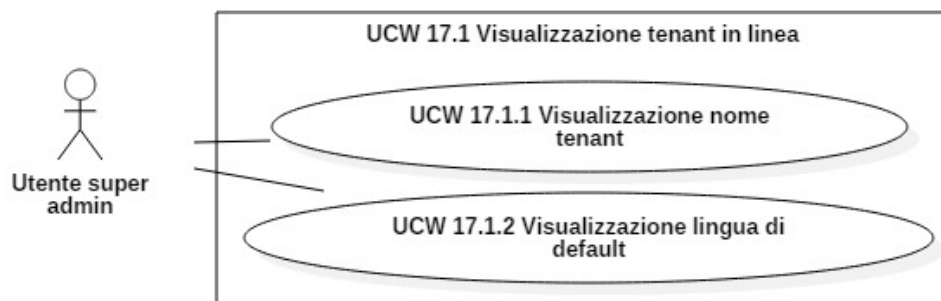 UCW 17.1 Visualizzazione tenant in linea
UCW 17.1.1 Visualizzazione nome
tenant
Utente super
admin
UCW 17.1.2 Visualizzazione lingua di
default